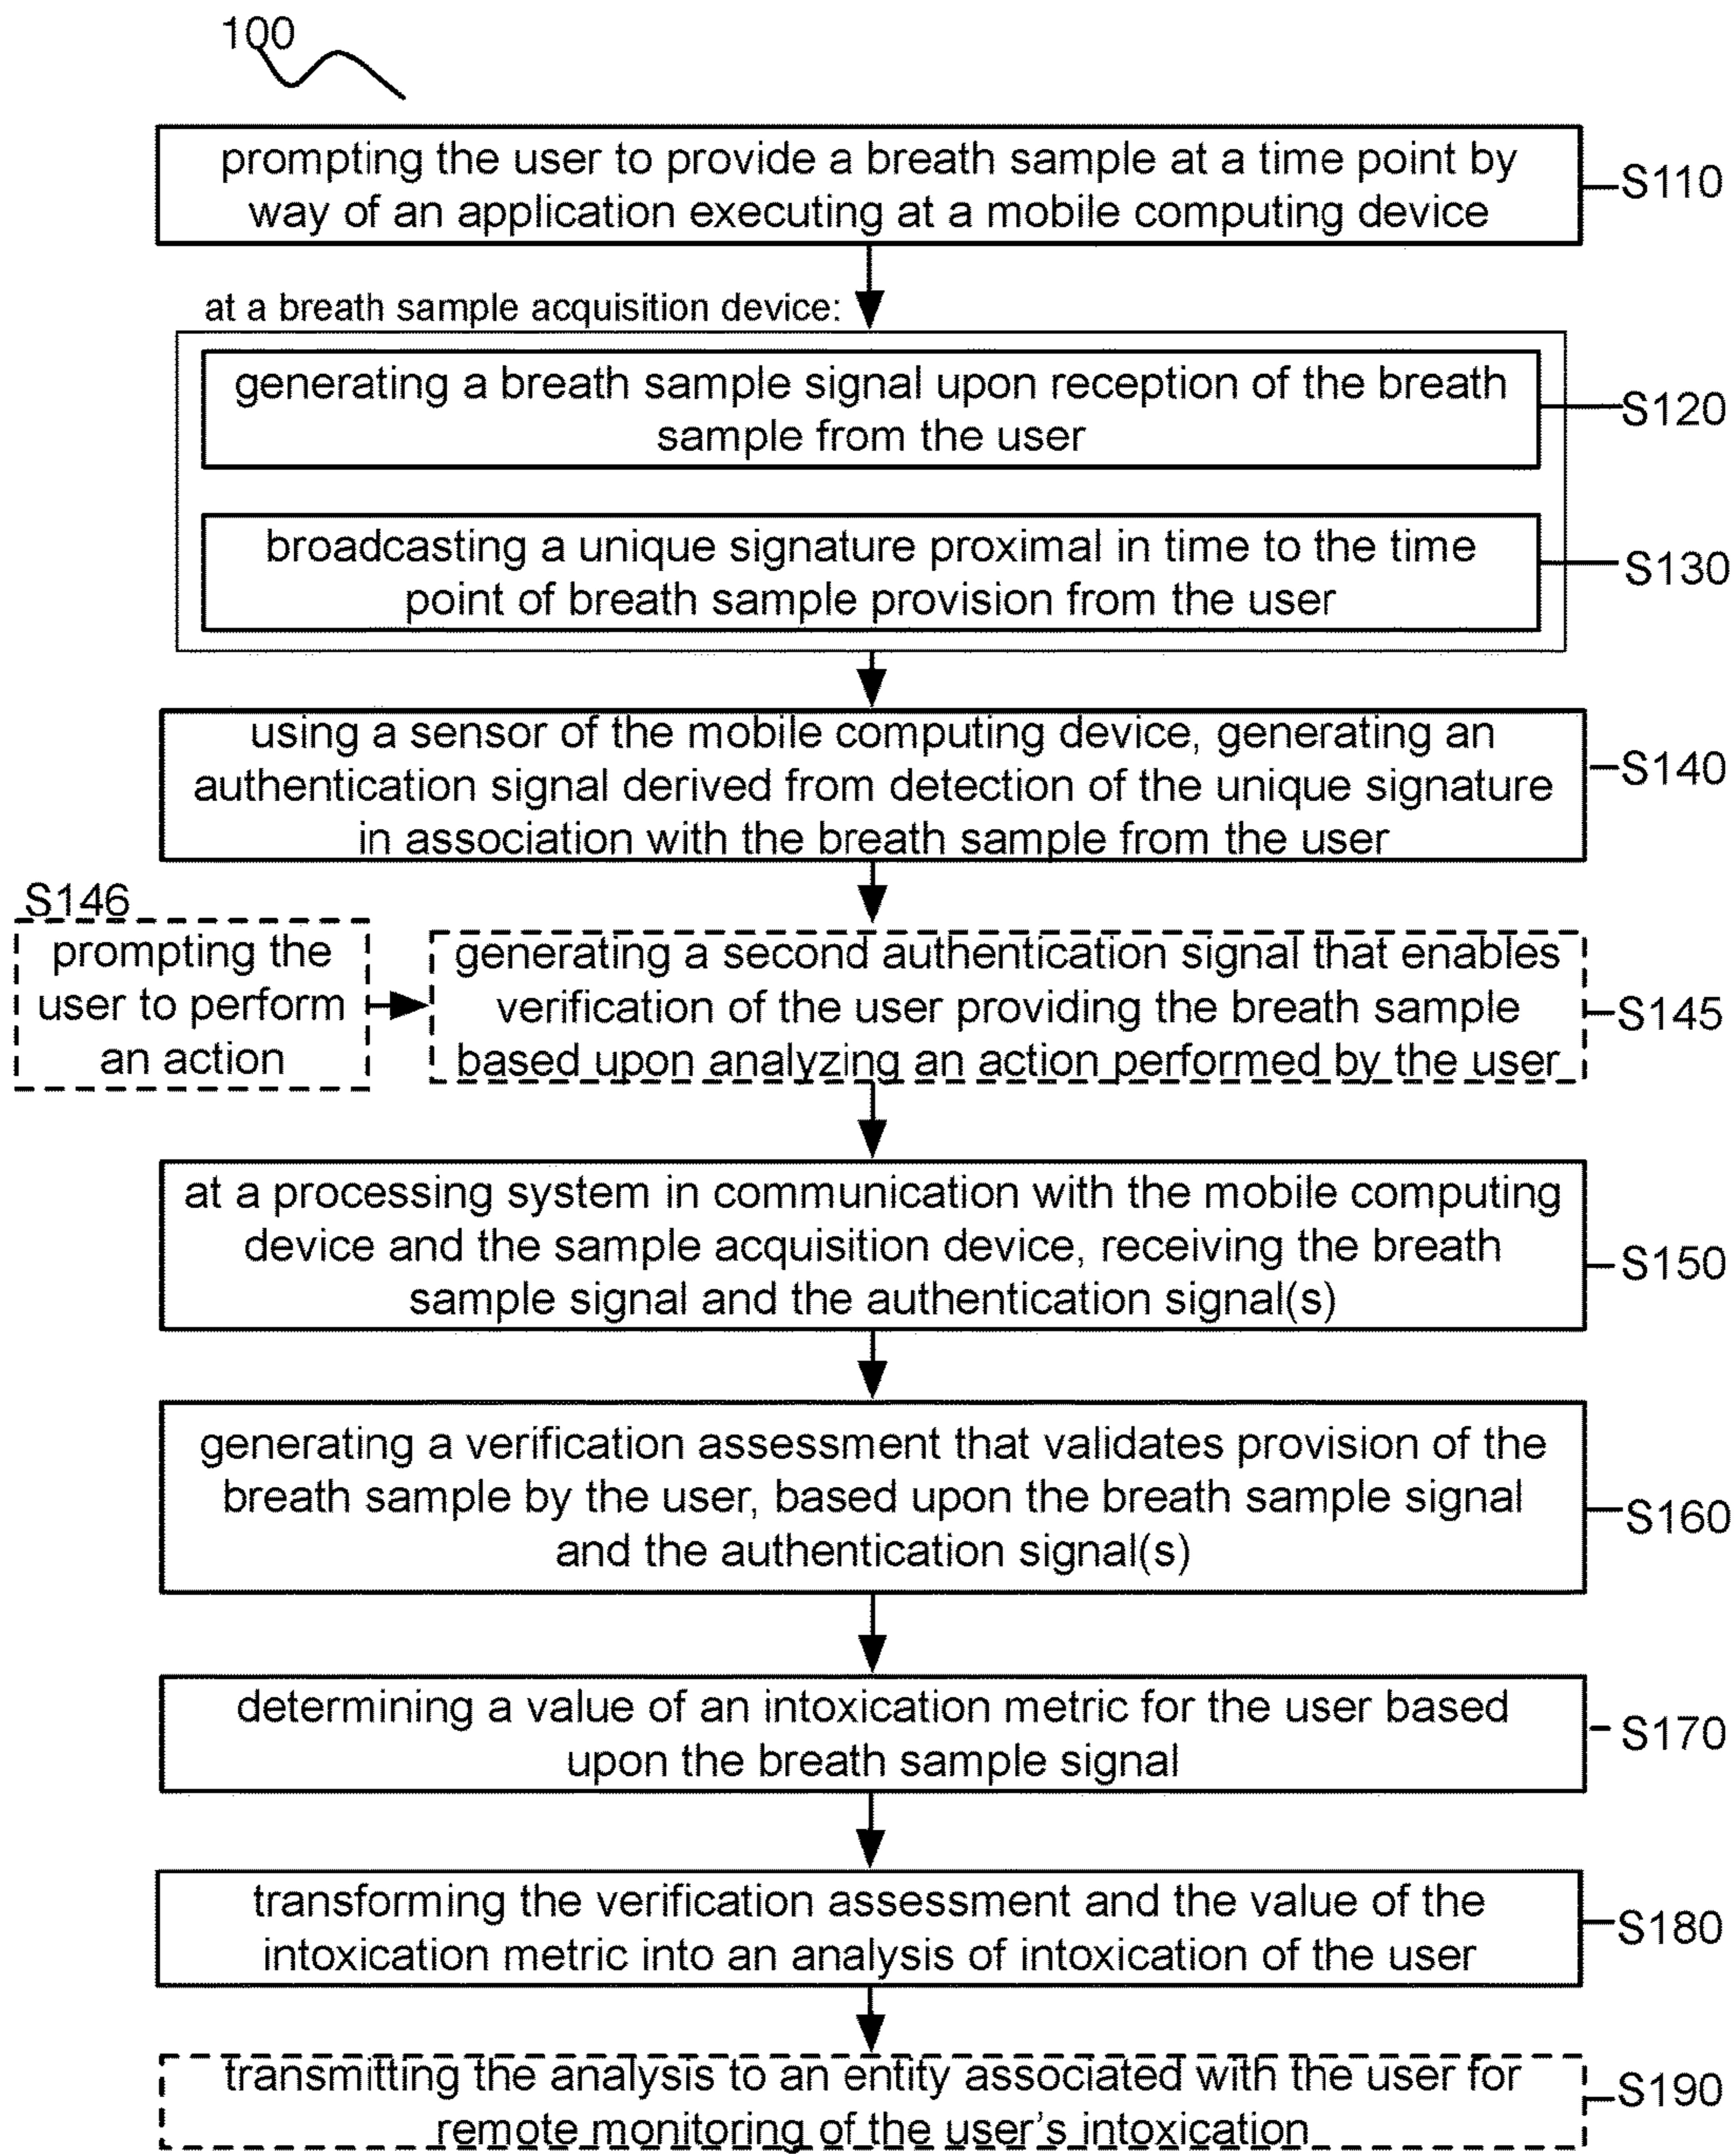 100
prompting the user to provide a breath sample at a time point by
way of an application executing at a mobile computing device
S110
at a breath sample acquisition device:
generating a breath sample signal upon reception of the breath
sample from the user
S120
broadcasting a unique signature proximal in time to the time
point of breath sample provision from the user
S130
using a sensor of the mobile computing device, generating an
authentication signal derived from detection of the unique signature
in association with the breath sample from the user
S140
S146
prompting the
user to perform
an action
generating a second authentication signal that enables
verification of the user providing the breath sample
based upon analyzing an action performed by the user
S145
at a processing system in communication with the mobile computing
device and the sample acquisition device, receiving the breath
sample signal and the authentication signal(s)
S150
generating a verification assessment that validates provision of the
breath sample by the user, based upon the breath sample signal
and the authentication signal(s)
S160
determining a value of an intoxication metric for the user based
upon the breath sample signal
S170
transforming the verification assessment and the value of the
intoxication metric into an analysis of intoxication of the user
S180
transmitting the analysis to an entity associated with the user for
remote monitoring of the user's intoxication
S190